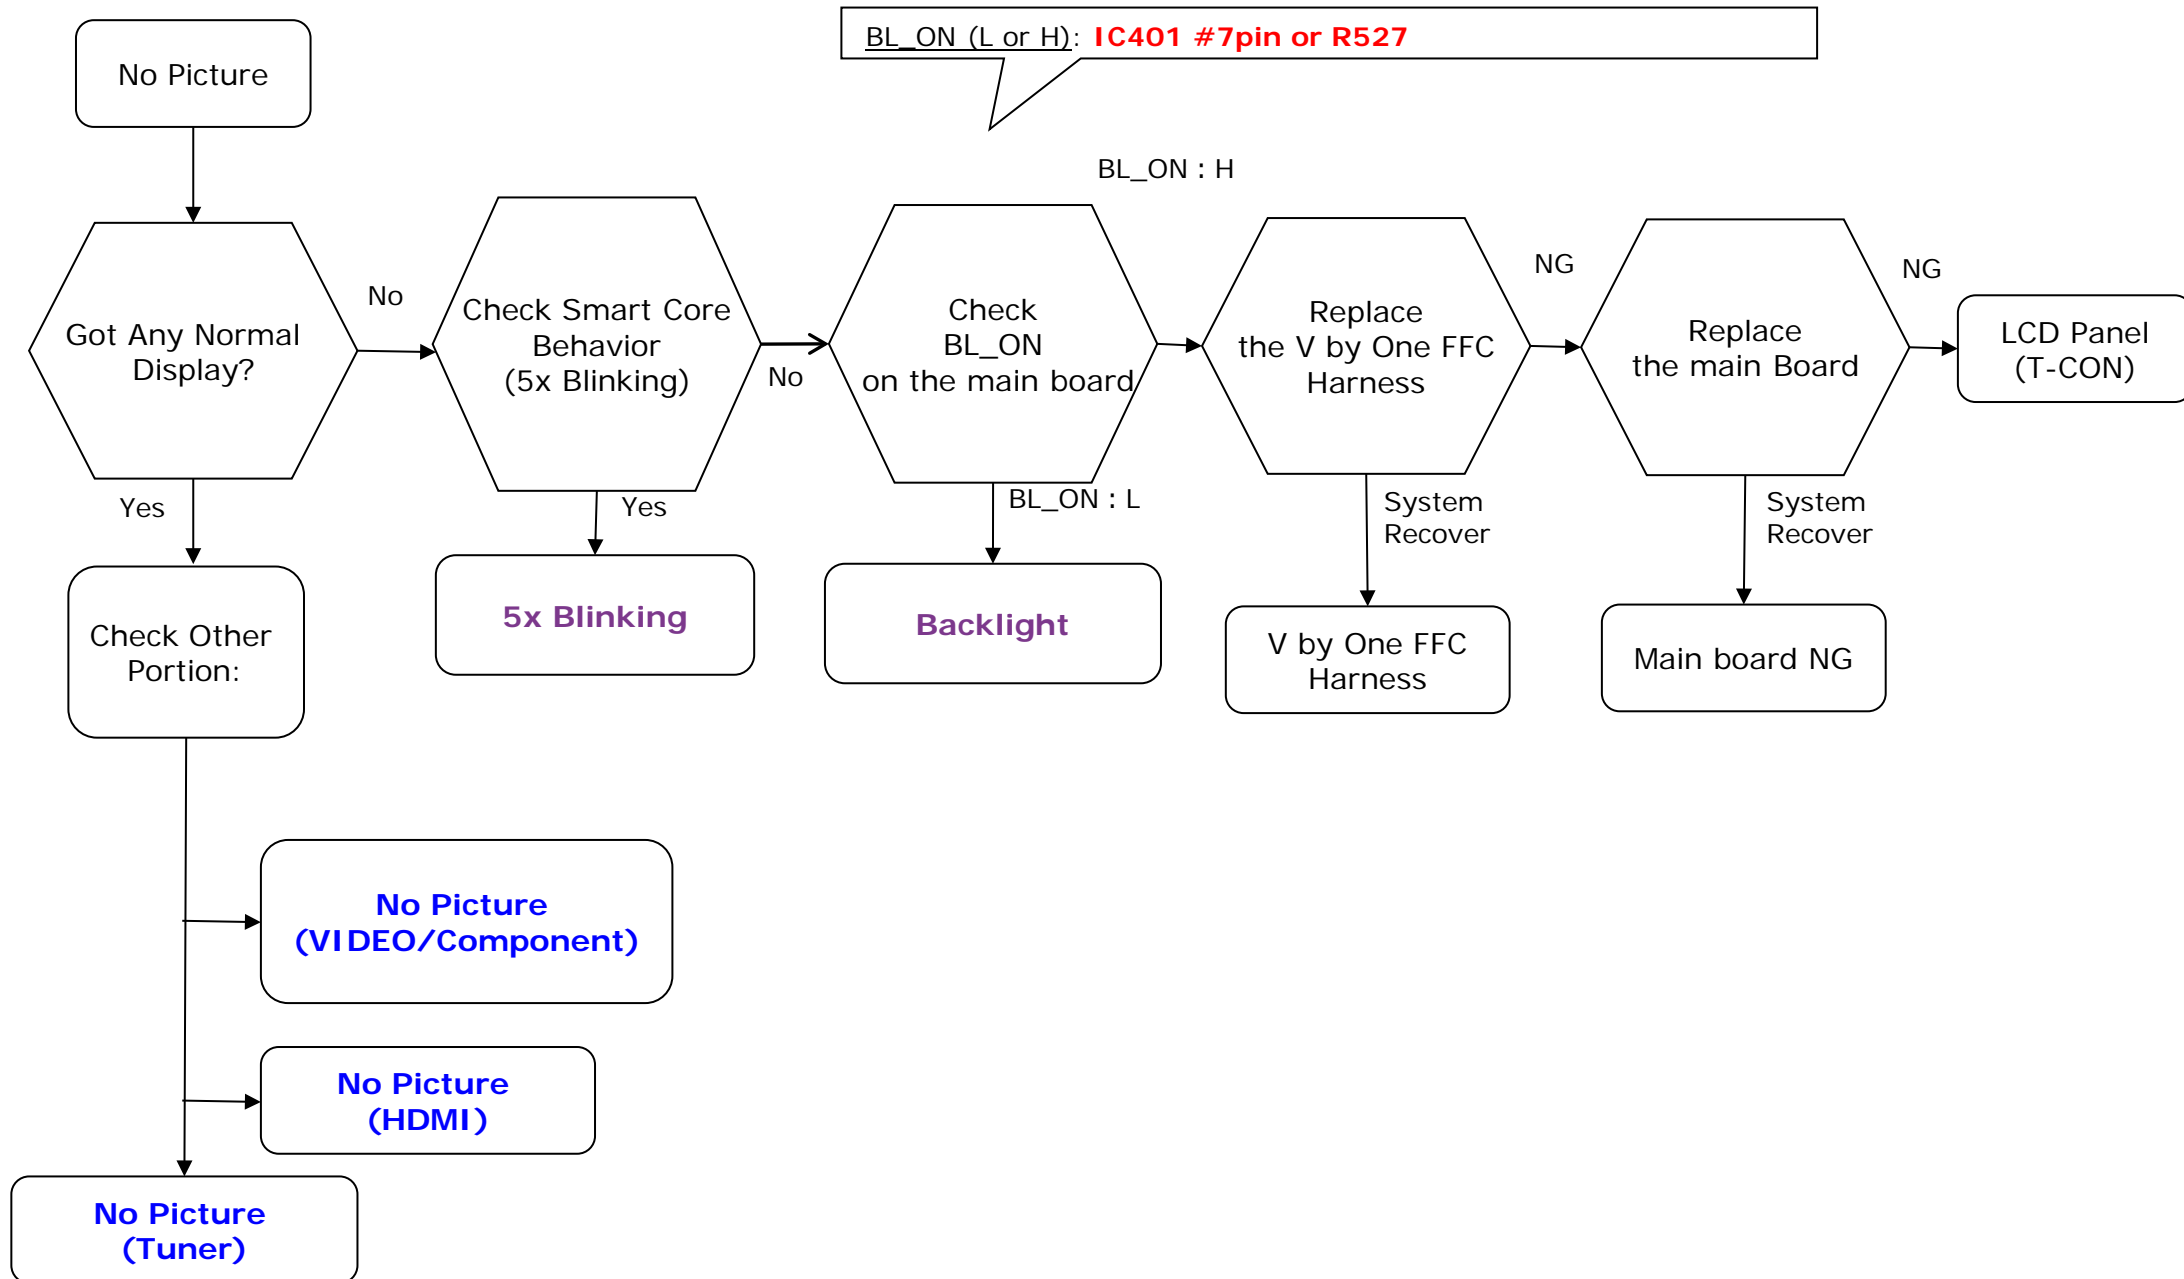 No Picture
BL_ON (L or H): IC401 #7pin or R527
BL_ON : H
Got Any Normal
Display?
No
Check Smart Core
Behavior
(5x Blinking)
No
Check
BL_ON
on the main board
Replace
the V by One FFC
Harness
NG
Replace
the main Board
NG
LCD Panel
(T-CON)
Yes
Yes
BL_ON : L
System
Recover
System
Recover
Check Other
Portion:
5x Blinking
Backlight
V by One FFC
Harness
Main board NG
No Picture
(VIDEO/Component)
No Picture
(HDMI)
No Picture
(Tuner)